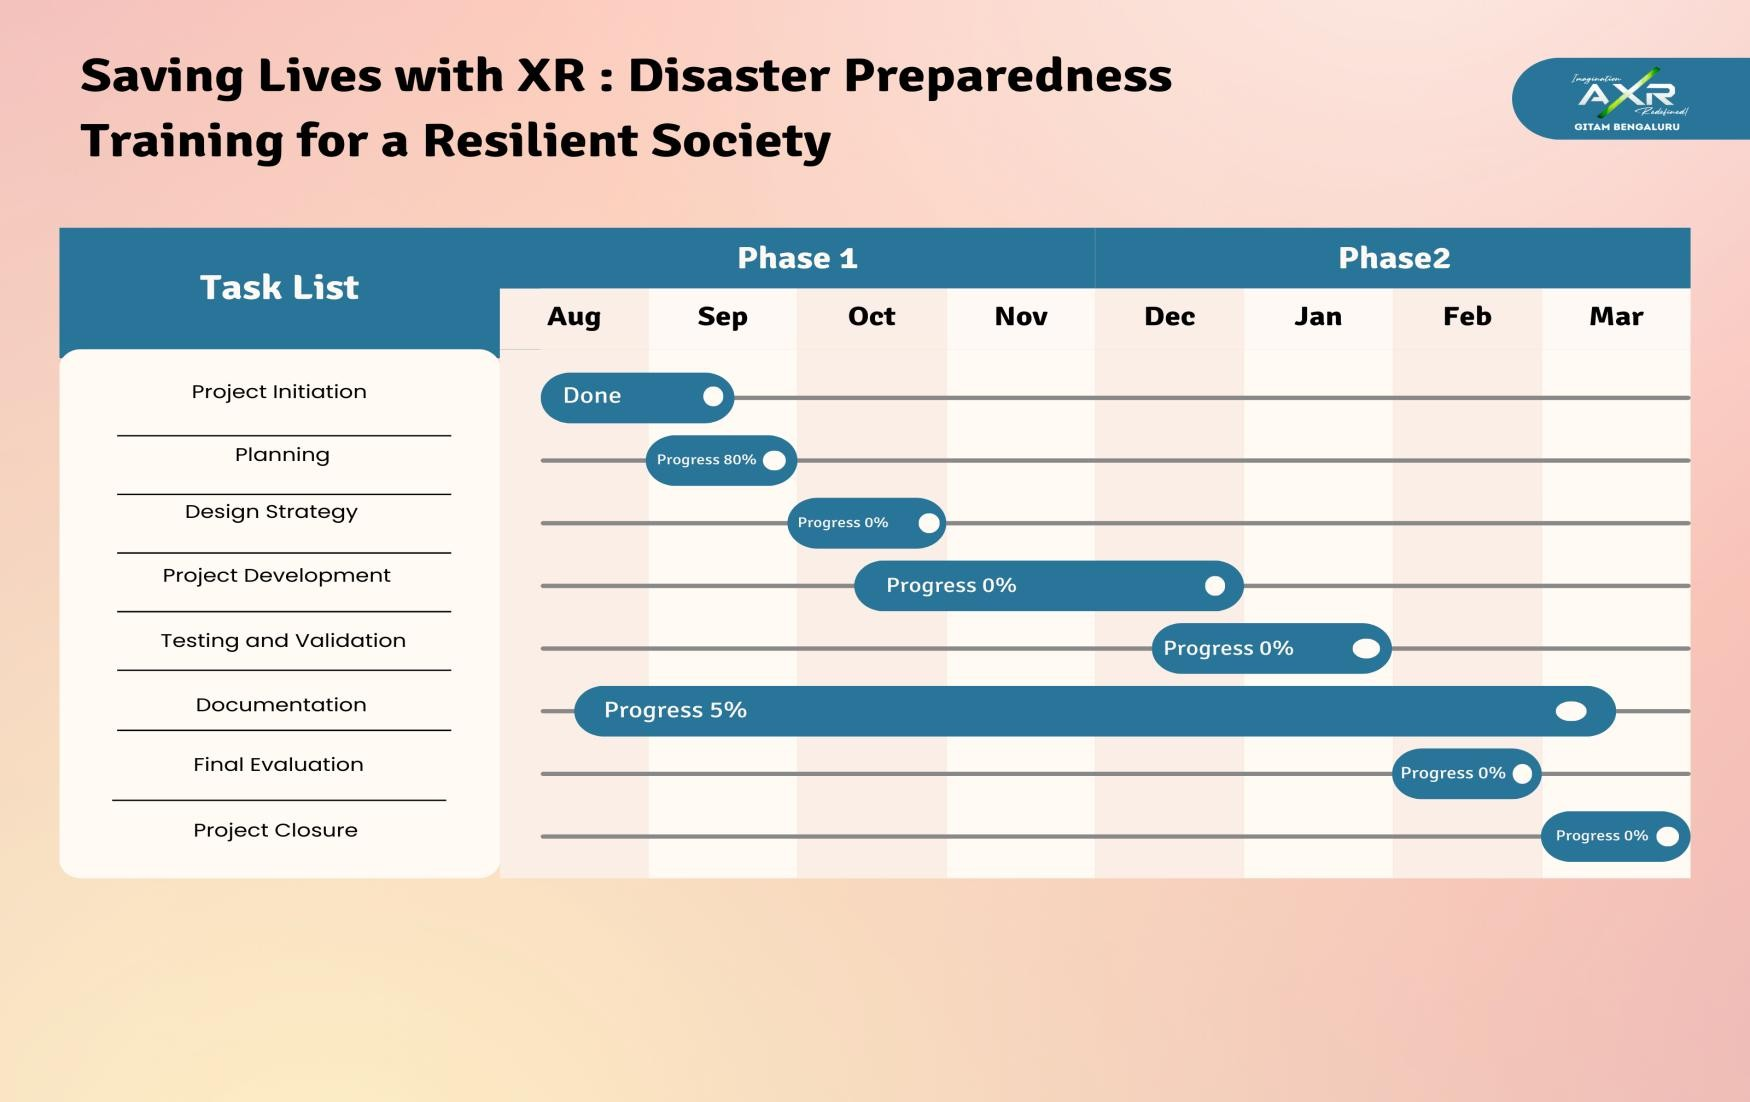 Saving Lives with XR : Disaster Preparedness
Training for a Resilient Society
Imagination
AXR
Redefined!
GITAM BENGALURU
Task List
Phase 1
Phase2
Aug
Sep
Oct
Nov
Dec
Jan
Feb
Mar
Project Initiation
Done
Planning
Progress 80%
Design Strategy
Progress 0%
Project Development
Progress 0%
Testing and Validation
Progress 0%
Documentation
Progress 5%
Final Evaluation
Progress 0%
Project Closure
Progress 0%